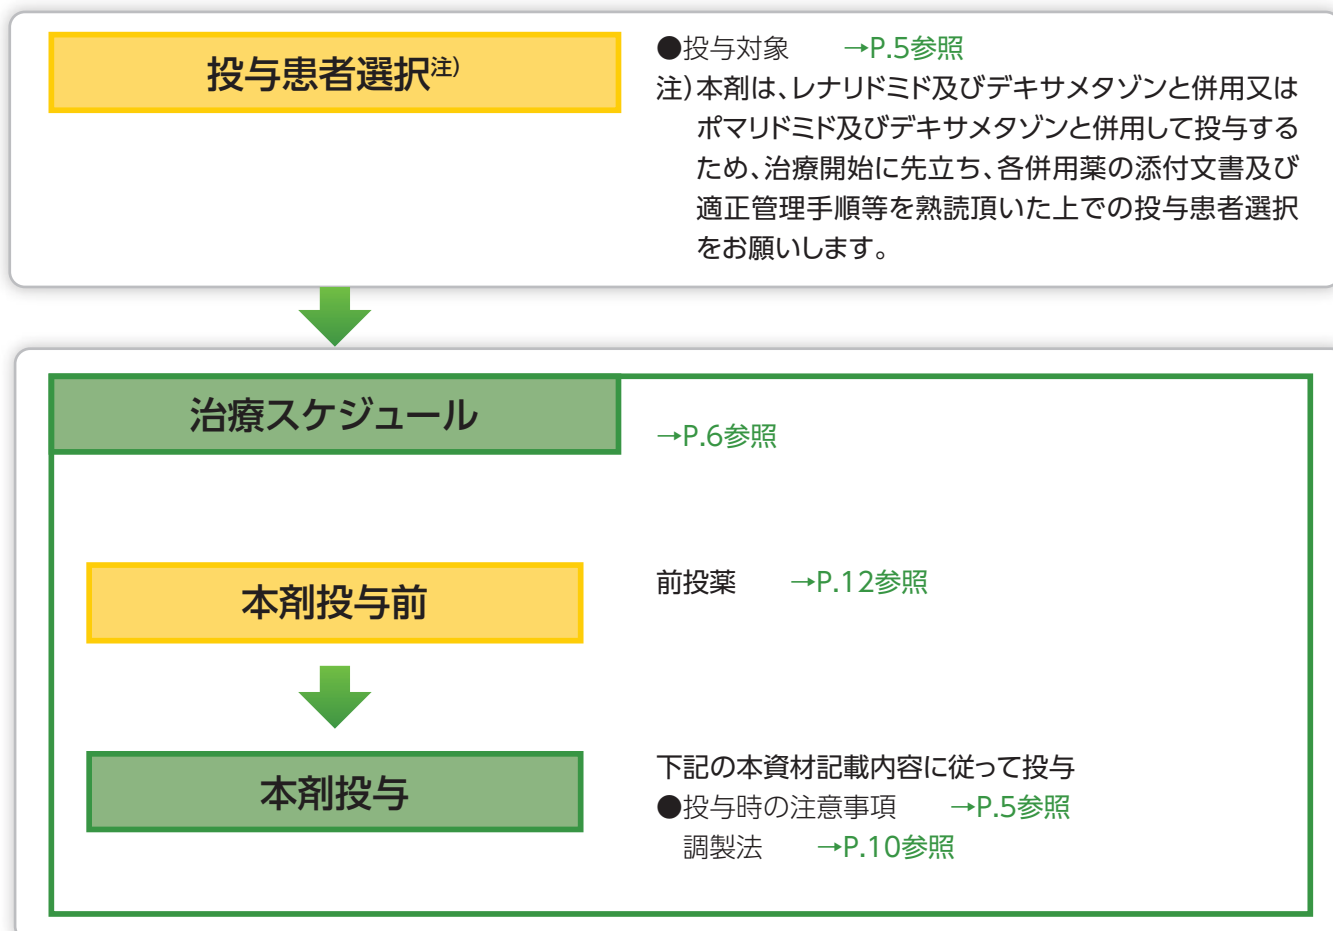 投与患者選択注)
●投与対象 →P.5参照
注)本剤は、レナリドミド及びデキサメタゾンと併用又は
ポマリドミド及びデキサメタゾンと併用して投与する
ため、治療開始に先立ち、各併用薬の添付文書及び
適正管理手順等を熟読頂いた上での投与患者選択
をお願いします。
治療スケジュール
→P.6参照
本剤投与前
前投薬 →P.12参照
本剤投与
下記の本資材記載内容に従って投与
●投与時の注意事項 →P.5参照
調製法 →P.10参照